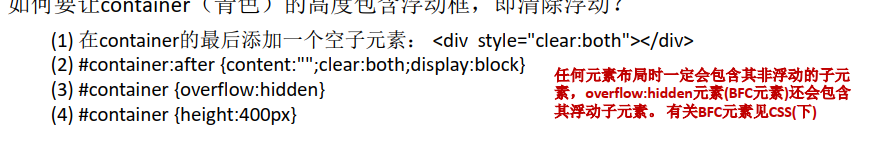 如何要让container（青色）的高度包含浮动框，即清除浮动？
(1) 在container的最后添加一个空子元素： <div style="clear:both"></div>
(2) #container:after {content:"";clear:both;display:block}
(3) #container {overflow:hidden}
(4) #container {height:400px}
任何元素布局时一定会包含其非浮动的子元
素，overflow:hidden元素(BFC元素)还会包含
其浮动子元素。 有关BFC元素见CSS(下)